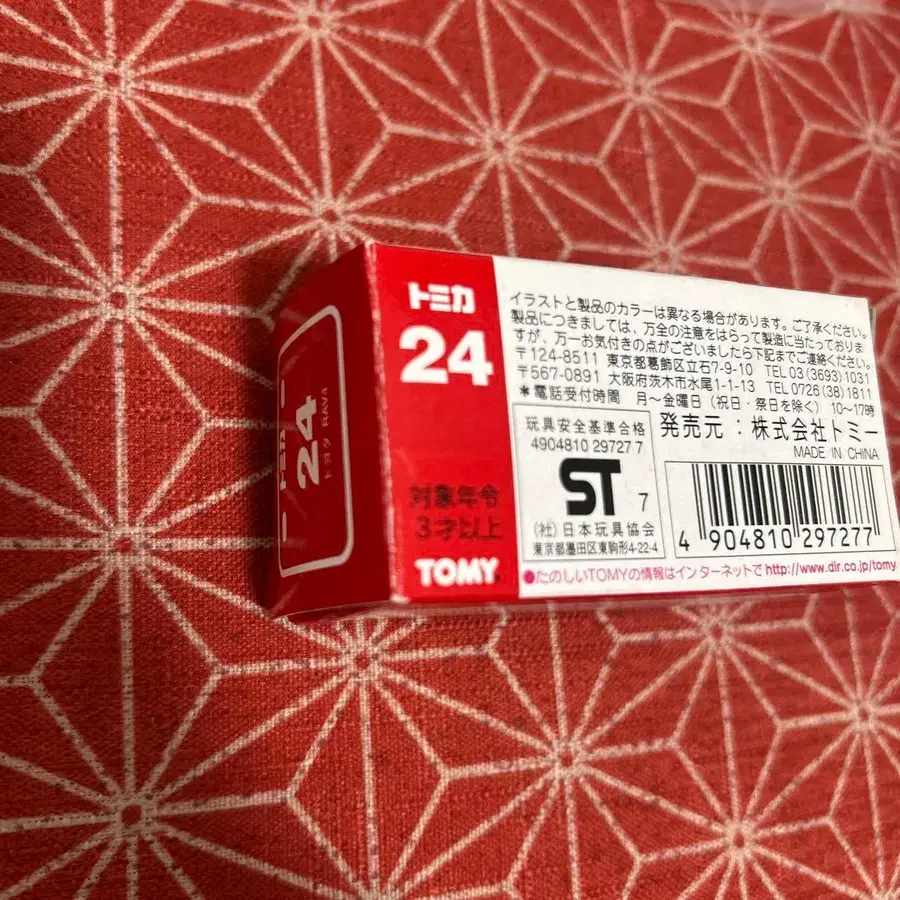 トミカ
24
トヨタ RAV4
トミカ
24
対象年令
3才以上
TOMY
イラストと製品のカラーは異なる場合があります。ご了承ください。
製品につきましては、万全の注意をはらって製造に当たっておりま
すが、万一お気付きの点がございましたら下記までご連絡ください。
〒124-8511 東京都葛飾区立石7-9-10 TEL 03(3693)1031
〒567-0891 大阪府茨木市水尾1-1-13 TEL 0726(38)1811
*電話受付時間 月〜金曜日(祝日・祭日を除く)10〜17時
玩具安全基準合格
4904810 29727 7
ST 7
(社)日本玩具協会
東京都墨田区東駒形4-22-4
発売元:株式会社トミー
MADE IN CHINA
4 904810 297277
●たのしいTOMYの情報はインターネットで http://www.dir.co.jp/tomy